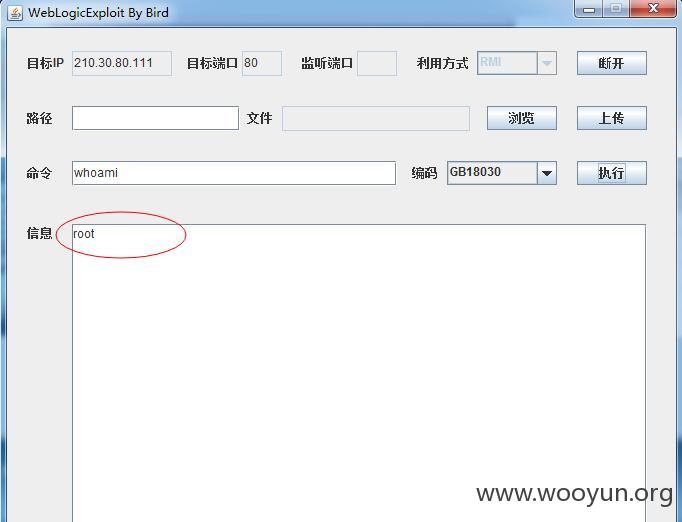 WebLogicExploit By Bird
目标IP 210.30.80.111 目标端口 80 监听端口 利用方式 RMI 断开
路径 文件 浏览 上传
命令 whoami 编码 GB18030 执行
信息 root
www.wooyun.org